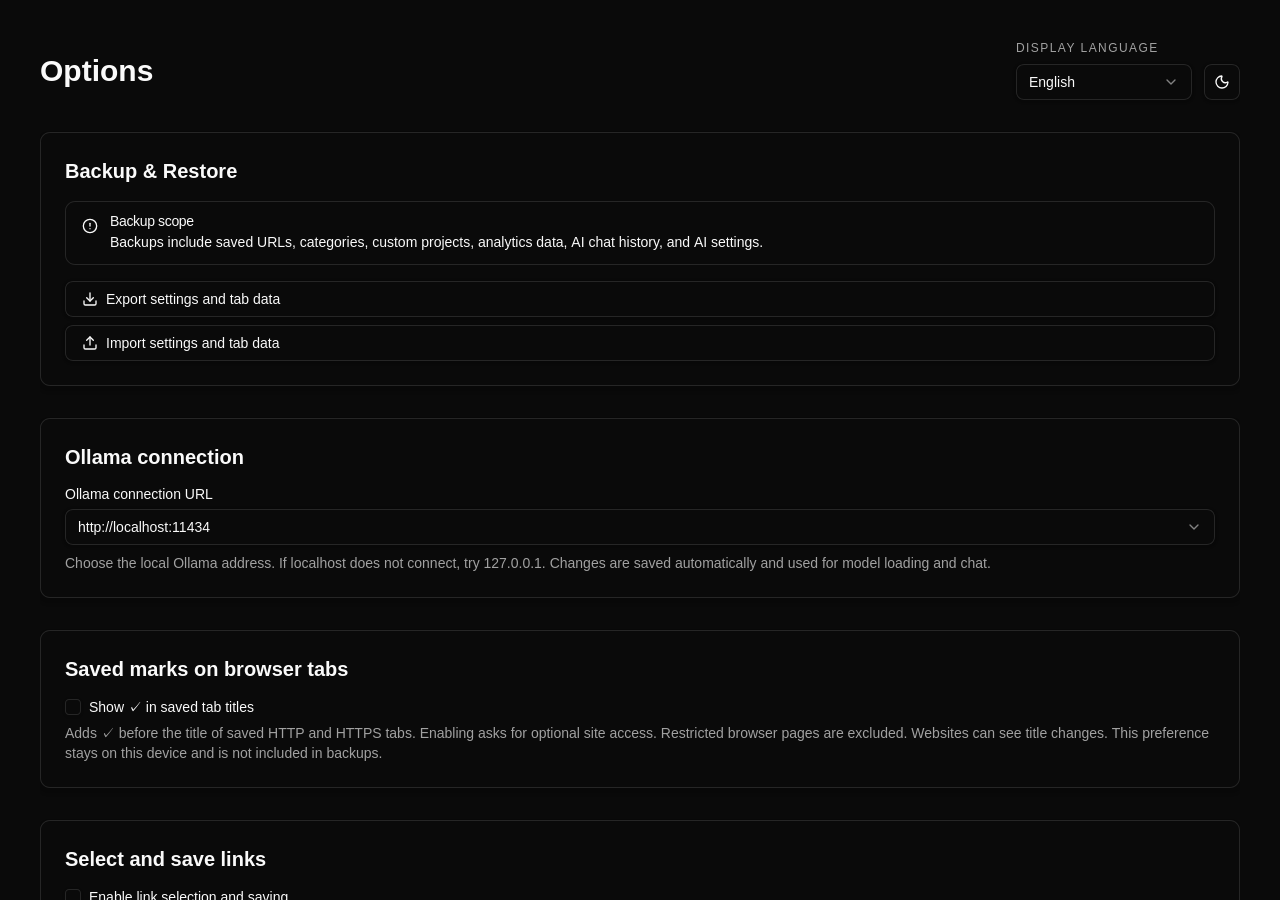 Options
DISPLAY LANGUAGE
English
Backup & Restore
Backup scope
Backups include saved URLs, categories, custom projects, analytics data, AI chat history, and AI settings.
Export settings and tab data
Import settings and tab data
Ollama connection
Ollama connection URL
http://localhost:11434
Choose the local Ollama address. If localhost does not connect, try 127.0.0.1. Changes are saved automatically and used for model loading and chat.
Saved marks on browser tabs
Show ✓ in saved tab titles
Adds ✓ before the title of saved HTTP and HTTPS tabs. Enabling asks for optional site access. Restricted browser pages are excluded. Websites can see title changes. This preference
stays on this device and is not included in backups.
Select and save links
Enable link selection and saving